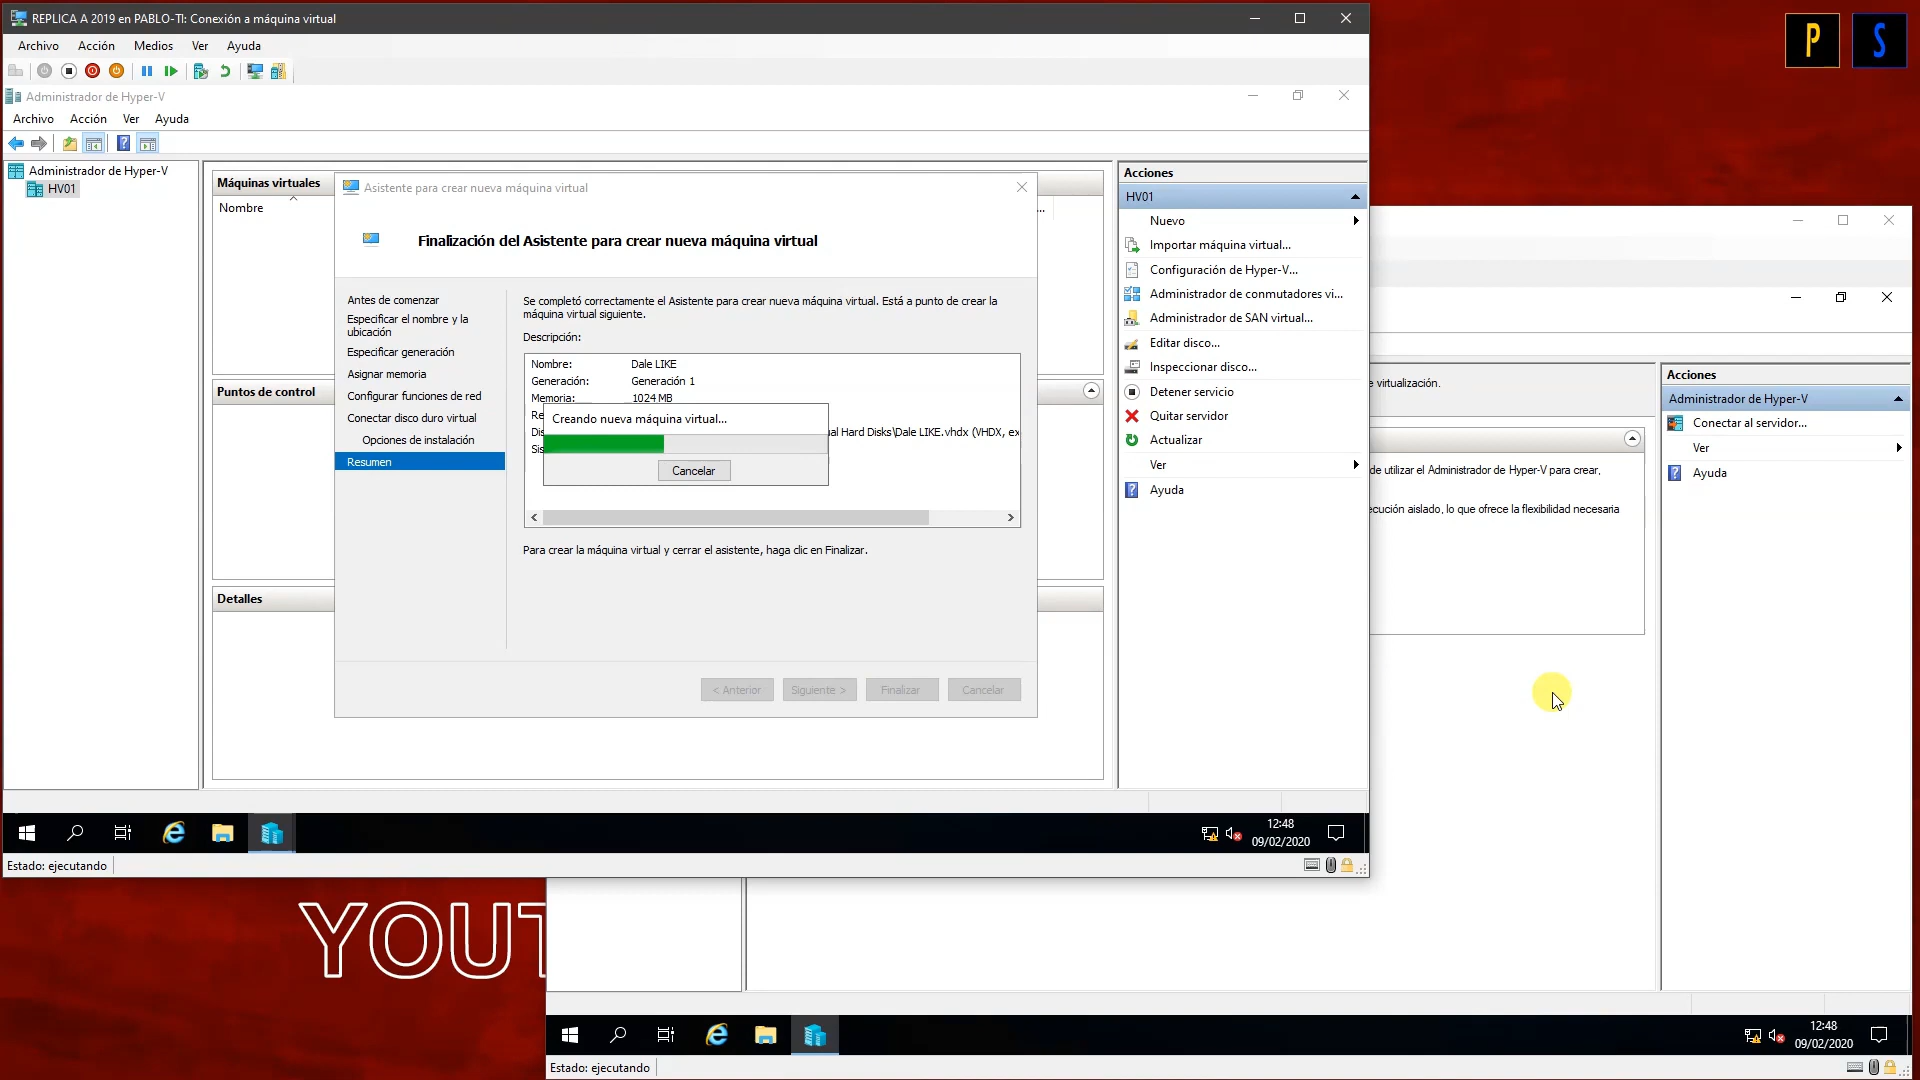 REPLICA A 2019 en PABLO-TI: Conexión a máquina virtual
Archivo Acción Medios Ver Ayuda
P S
Administrador de Hyper-V
Archivo Acción Ver Ayuda
Administrador de Hyper-V
HV01
Máquinas virtuales
Nombre
...
Puntos de control
Detalles
Asistente para crear nueva máquina virtual
Finalización del Asistente para crear nueva máquina virtual
Antes de comenzar
Especificar el nombre y la
ubicación
Especificar generación
Asignar memoria
Configurar funciones de red
Conectar disco duro virtual
Opciones de instalación
Resumen
Se completó correctamente el Asistente para crear nueva máquina virtual. Está a punto de crear la
máquina virtual siguiente.
Descripción:
Nombre: Dale LIKE
Generación: Generación 1
Memoria: 1024 MB
Re
Dis
ual Hard Disks\Dale LIKE.vhdx (VHDX, ex
Sis
Creando nueva máquina virtual...
Cancelar
Para crear la máquina virtual y cerrar el asistente, haga clic en Finalizar.
< Anterior Siguiente > Finalizar Cancelar
Acciones
HV01
Nuevo
Importar máquina virtual...
Configuración de Hyper-V...
Administrador de conmutadores vi...
Administrador de SAN virtual...
Editar disco...
Inspeccionar disco...
Detener servicio
Quitar servidor
Actualizar
Ver
Ayuda
12:48
09/02/2020
Estado: ejecutando
e virtualización.
de utilizar el Administrador de Hyper-V para crear,
ecución aislado, lo que ofrece la flexibilidad necesaria
Acciones
Administrador de Hyper-V
Conectar al servidor...
Ver
Ayuda
YOUT
12:48
09/02/2020
Estado: ejecutando